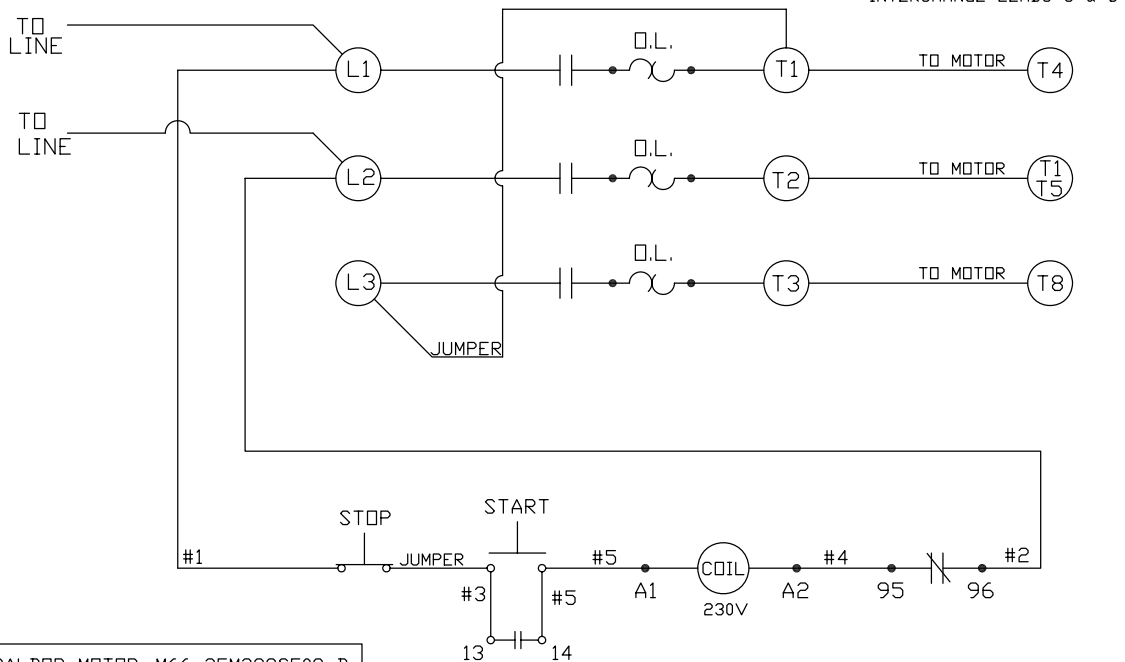 TO
LINE
O.L.
L1
T1
TO MOTOR
T4
TO
LINE
O.L.
L2
T2
TO MOTOR
T1
T5
O.L.
L3
T3
TO MOTOR
T8
JUMPER
START
STOP
#1
JUMPER
#5
COIL
#4
#2
#3
#5
A1
230V
A2
95
96
13
14